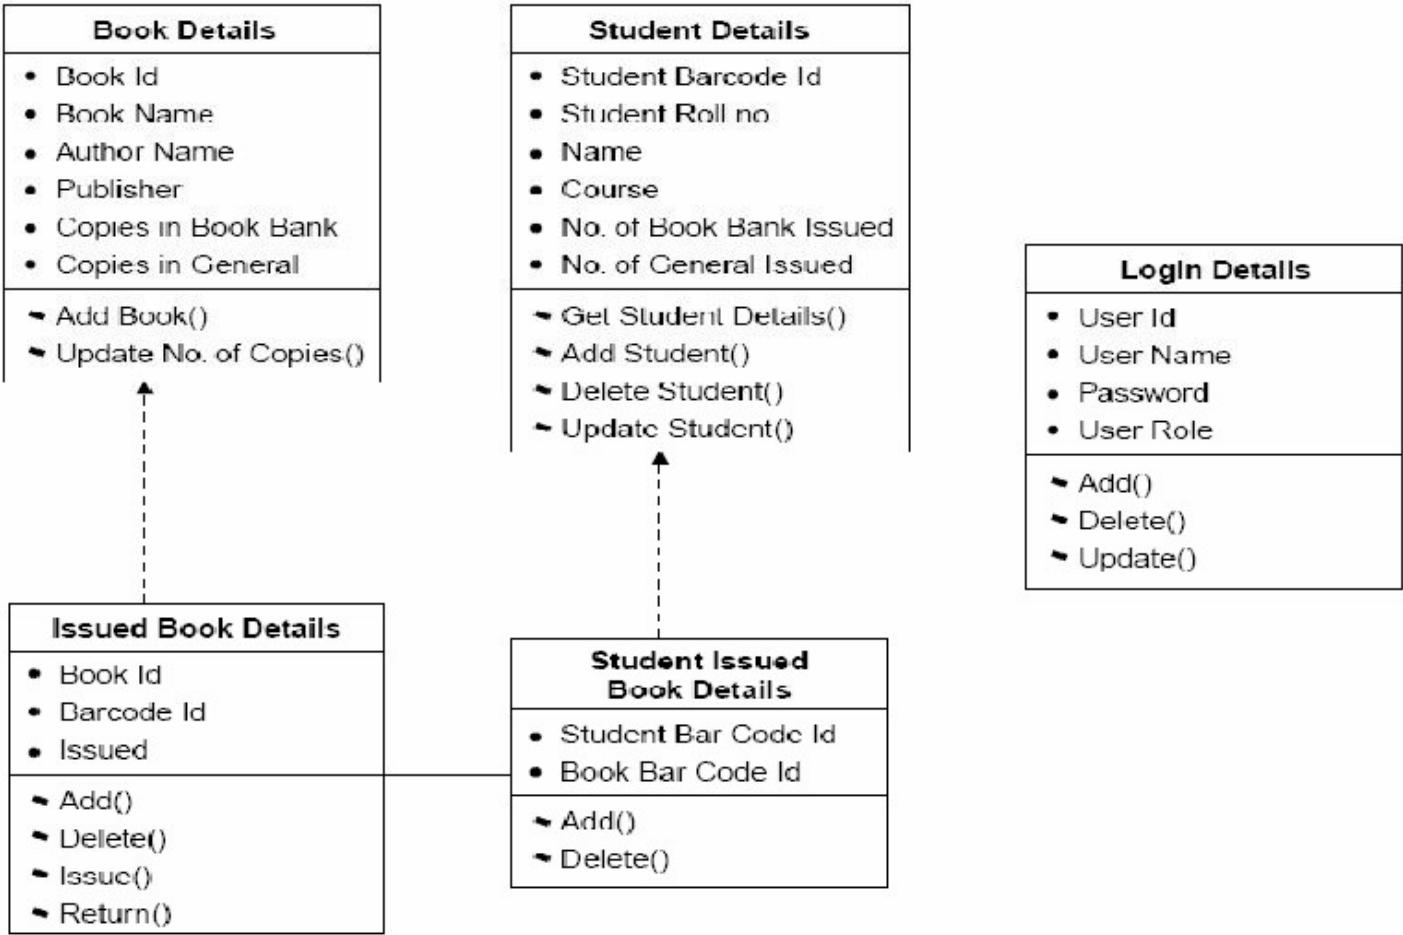 Book Details
• Book Id
• Book Name
• Author Name
• Publisher
• Copies in Book Bank
• Copies in General
Add Book()
Update No. of Copies()
Student Details
• Student Barcode Id
• Student Roll no
• Name
• Course
• No. of Book Bank Issued
• No. of General Issued
Get Student Details()
Add Student()
Delete Student()
Update Student()
Login Details
• User Id
• User Name
• Password
• User Role
Add()
Delete()
Update()
Issued Book Details
• Book Id
• Barcode Id
• Issued
Add()
Delete()
Issue()
Return()
Student Issued
Book Details
• Student Bar Code Id
• Book Bar Code Id
Add()
Delete()